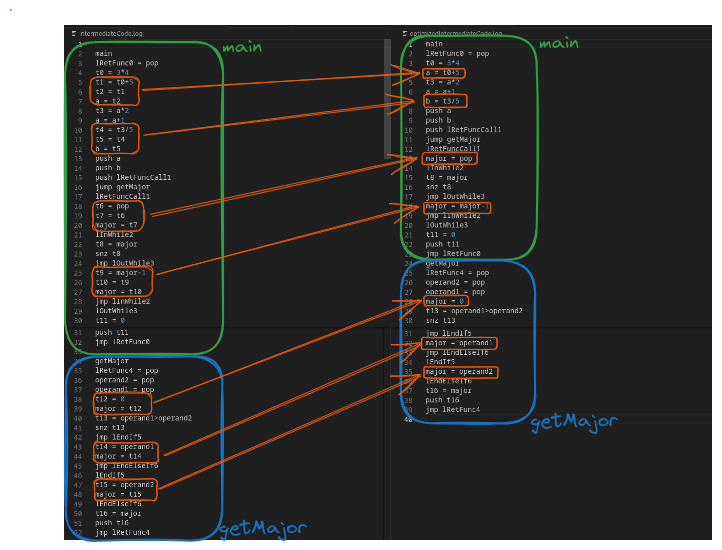 intermediateCode.log
main
1
2 main
3 lRetFunc0 = pop
4 t0 = 3*4
5 t1 = t0+5
6 t2 = t1
7 a = t2
8 t3 = a*2
9 a = a+1
10 t4 = t3/5
11 t5 = t4
12 b = t5
13 push a
14 push b
15 push lRetFuncCall1
16 jump getMajor
17 lRetFuncCall1
18 t6 = pop
19 t7 = t6
20 major = t7
21 lInWhile2
22 t8 = major
23 snz t8
24 jmp lOutWhile3
25 t9 = major-1
26 t10 = t9
27 major = t10
28 jmp lInWhile2
29 lOutWhile3
30 t11 = 0
31 push t11
32 jmp lRetFunc0
33
34 getMajor
35 lRetFunc4 = pop
36 operand2 = pop
37 operand1 = pop
38 t12 = 0
39 major = t12
40 t13 = operand1>operand2
41 snz t13
42 jmp lEndIf5
43 t14 = operand1
44 major = t14
45 jmp lEndElseIf6
46 lEndIf5
47 t15 = operand2
48 major = t15
49 lEndElseIf6
50 t16 = major
51 push t16
52 jmp lRetFunc4
getMajor
optimizedIntermediateCode.log
main
1 main
2 lRetFunc0 = pop
3 t0 = 3*4
4 a = t0+5
5 t3 = a*2
6 a = a+1
7 b = t3/5
8 push a
9 push b
10 push lRetFuncCall1
11 jump getMajor
12 lRetFuncCall1
13 major = pop
14 lInWhile2
15 t8 = major
16 snz t8
17 jmp lOutWhile3
18 major = major-1
19 jmp lInWhile2
20 lOutWhile3
21 t11 = 0
22 push t11
23 jmp lRetFunc0
24 getMajor
25 lRetFunc4 = pop
26 operand2 = pop
27 operand1 = pop
28 major = 0
29 t13 = operand1>operand2
30 snz t13
31 jmp lEndIf5
32 major = operand1
33 jmp lEndElseIf6
34 lEndIf5
35 major = operand2
36 lEndElseIf6
37 t16 = major
38 push t16
39 jmp lRetFunc4
40
getMajor